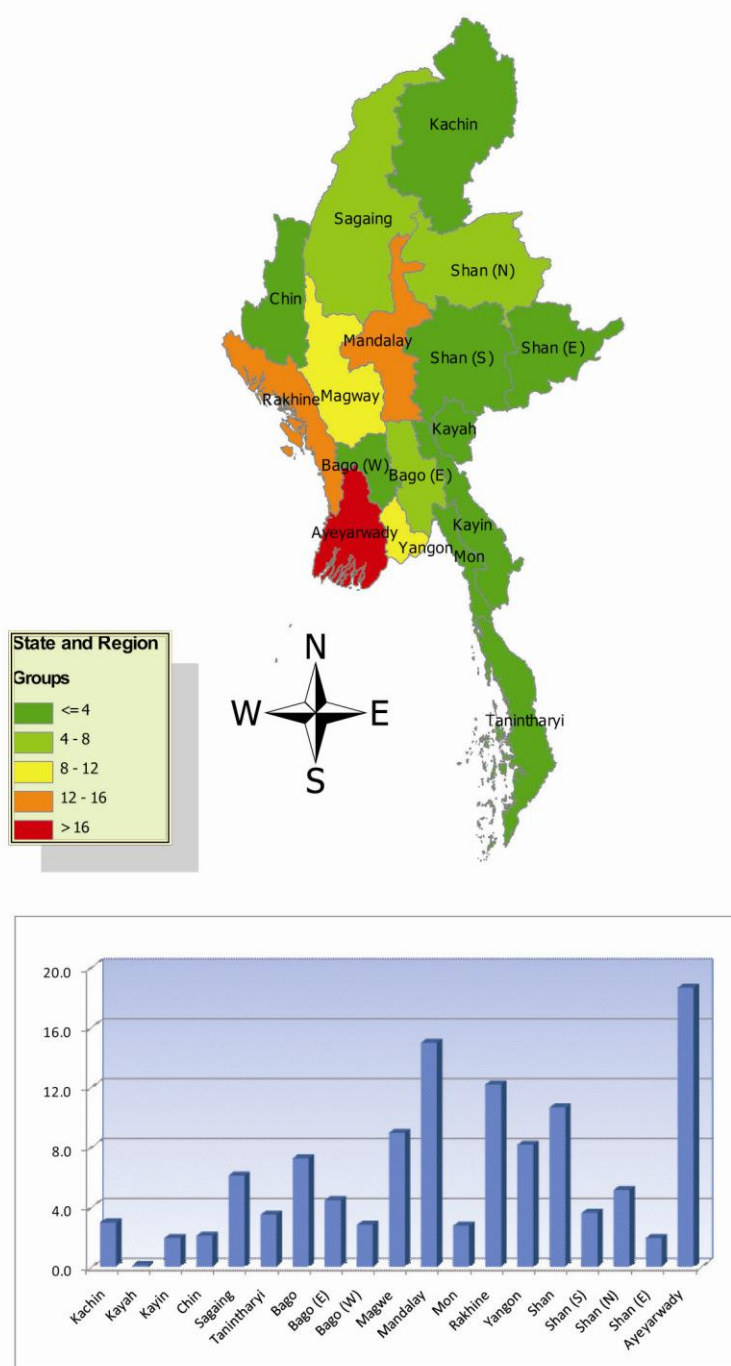 Kachin
Sagaing
Shan (N)
Chin
Mandalay
Shan (S)
Shan (E)
Rakhine
Magway
Kayah
Bago (W)
Bago (E)
Ayeyarwady
Yangon
Kayin
Mon
Tanintharyi
State and Region
Groups
<= 4
4 - 8
8 - 12
12 - 16
> 16
N
W E
S
20.0
16.0
12.0
8.0
4.0
0.0
Kachin
Kayah
Kayin
Chin
Sagaing
Tanintharyi
Bago
Bago (E)
Bago (W)
Magwe
Mandalay
Mon
Rakhine
Yangon
Shan
Shan (S)
Shan (N)
Shan (E)
Ayeyarwady